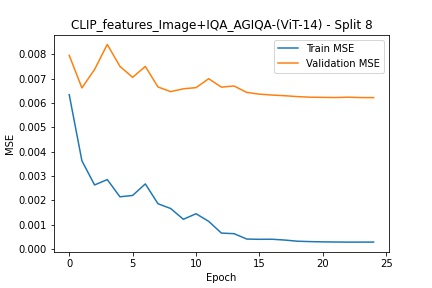 CLIP_features_Image+IQA_AGIQA-(ViT-14) - Split 8
Train MSE
Validation MSE
MSE
0.008
0.007
0.006
0.005
0.004
0.003
0.002
0.001
0.000
0 5 10 15 20 25
Epoch